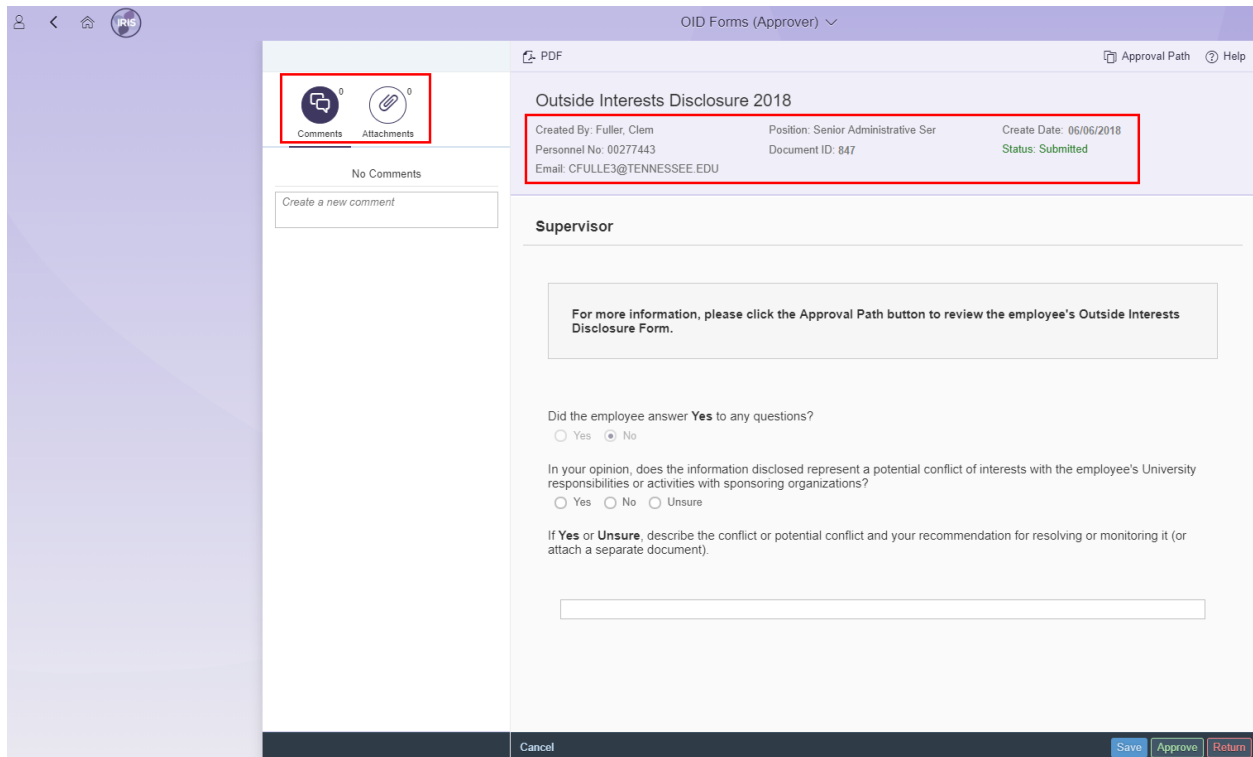 IRIS
OID Forms (Approver)
PDF
Approval Path
Help
0
0
Comments
Attachments
No Comments
Create a new comment
Outside Interests Disclosure 2018
Created By: Fuller, Clem
Position: Senior Administrative Ser
Create Date: 06/06/2018
Personnel No: 00277443
Document ID: 847
Status: Submitted
Email: CFULLE3@TENNESSEE.EDU
Supervisor
For more information, please click the Approval Path button to review the employee's Outside Interests
Disclosure Form.
Did the employee answer Yes to any questions?
Yes No
In your opinion, does the information disclosed represent a potential conflict of interests with the employee's University
responsibilities or activities with sponsoring organizations?
Yes No Unsure
If Yes or Unsure, describe the conflict or potential conflict and your recommendation for resolving or monitoring it (or
attach a separate document).
Cancel
Save Approve Return